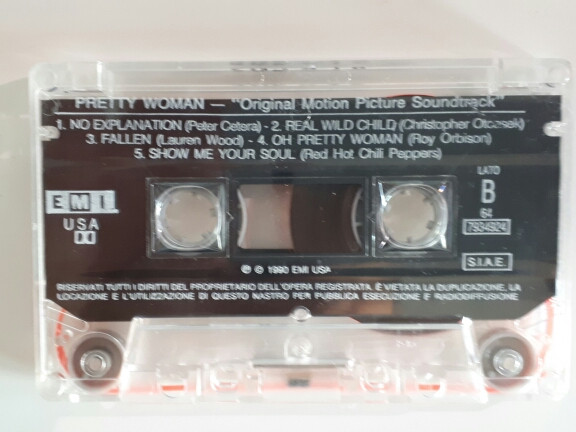 PRETTY WOMAN — "Original Motion Picture Soundtrack"
1. NO EXPLANATION (Peter Cetera) - 2. REAL WILD CHILD (Christopher Otcasek)
3. FALLEN (Lauren Wood) - 4. OH PRETTY WOMAN (Roy Orbison)
5. SHOW ME YOUR SOUL (Red Hot Chili Peppers)
EMI
USA
LATO
B
64
7934924
S.I.A.E.
℗ © 1990 EMI USA
RISERVATI TUTTI I DIRITTI DEL PROPRIETARIO DELL'OPERA REGISTRATA. È VIETATA LA DUPLICAZIONE, LA
LOCAZIONE E L'UTILIZZAZIONE DI QUESTO NASTRO PER PUBBLICA ESECUZIONE E RADIODIFFUSIONE